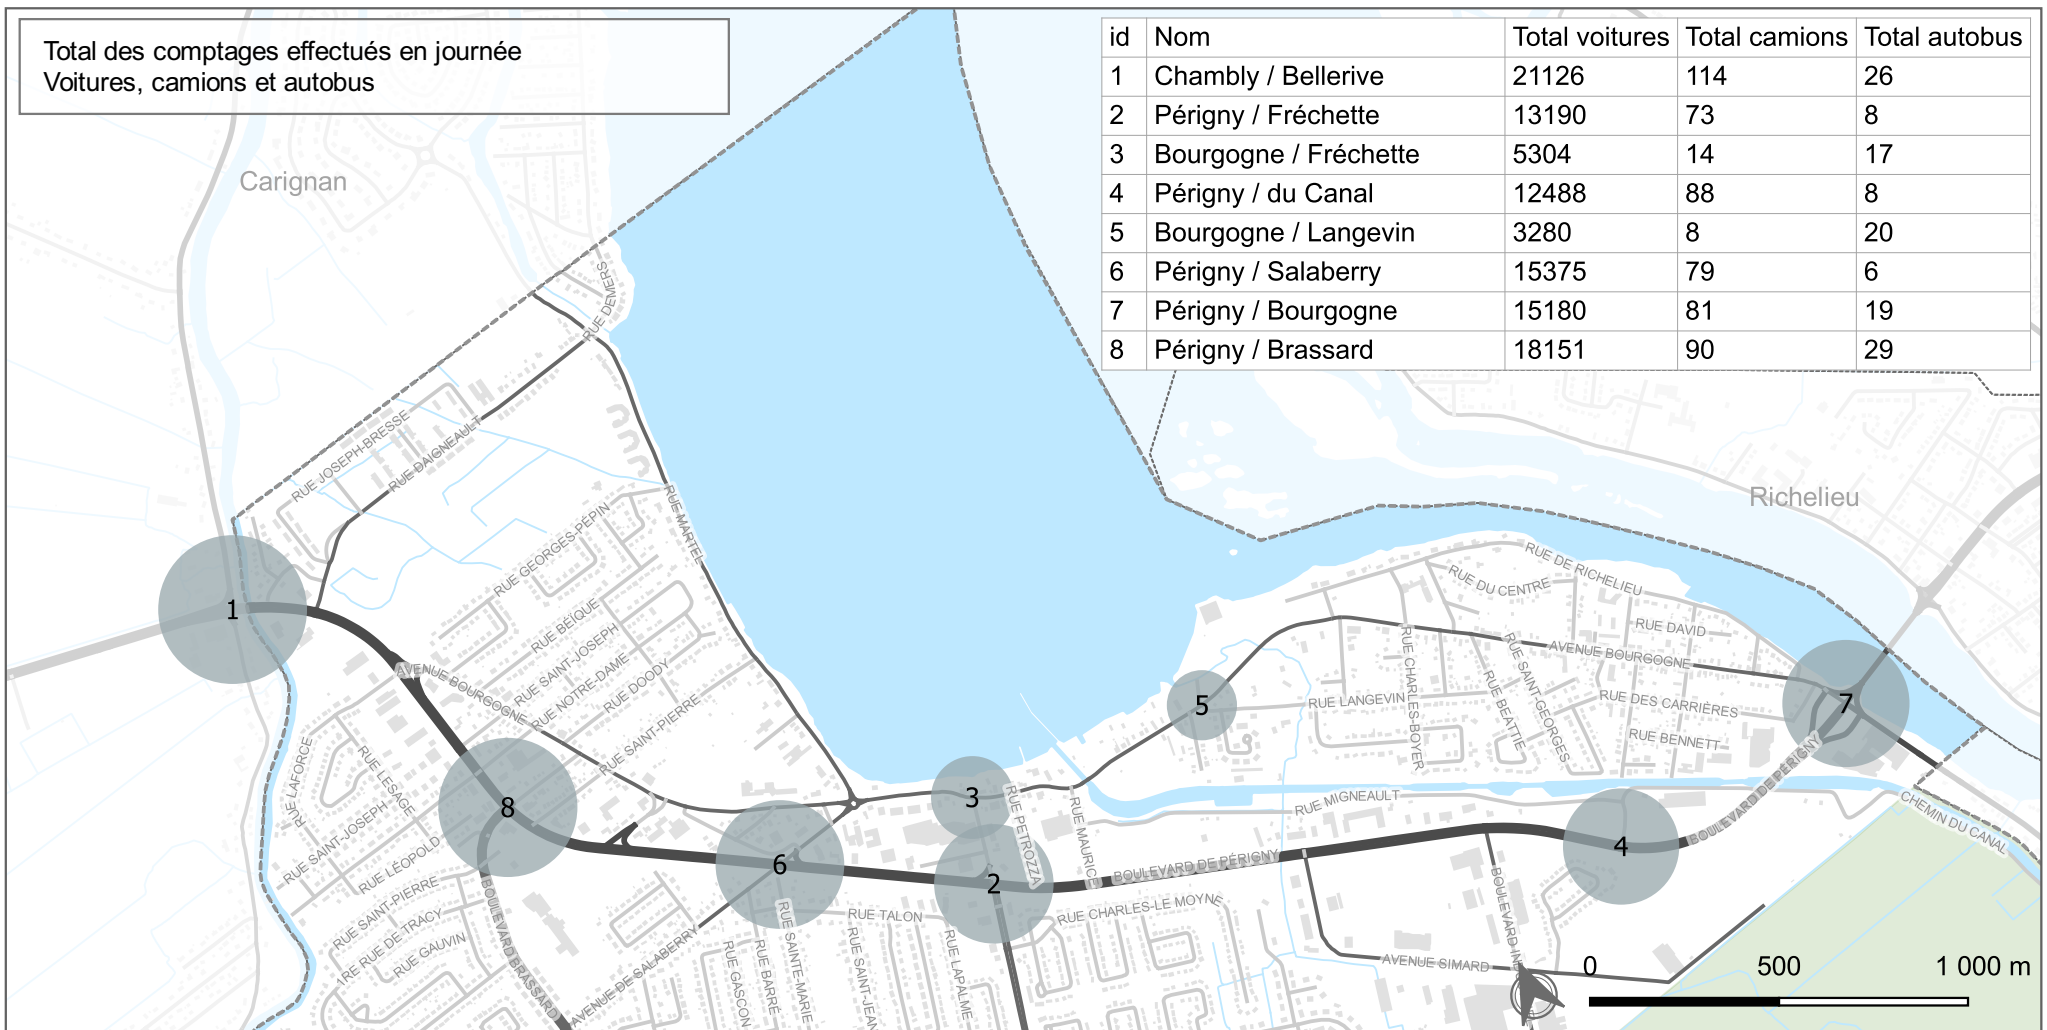 Total des comptages effectués en journée
Voitures, camions et autobus
id Nom Total voitures Total camions Total autobus
1 Chambly / Bellerive 21126 114 26
2 Périgny / Fréchette 13190 73 8
3 Bourgogne / Fréchette 5304 14 17
4 Périgny / du Canal 12488 88 8
5 Bourgogne / Langevin 3280 8 20
6 Périgny / Salaberry 15375 79 6
7 Périgny / Bourgogne 15180 81 19
8 Périgny / Brassard 18151 90 29
Carignan
Richelieu
RUE DEMERS
RUE JOSEPH-BRESSE
RUE DAIGNEAULT
RUE MARTEL
RUE GEORGES-PÉPIN
RUE BÉÏQUE
RUE SAINT-JOSEPH
RUE NOTRE-DAME
RUE DOODY
RUE SAINT-PIERRE
AVENUE BOURGOGNE
RUE DE RICHELIEU
RUE DU CENTRE
RUE DAVID
AVENUE BOURGOGNE
RUE CHARLES-BOYER
RUE SAINT-GEORGES
RUE BEATTIE
RUE LANGEVIN
RUE DES CARRIÈRES
RUE BENNETT
BOULEVARD DE PÉRIGNY
CHEMIN DU CANAL
RUE MIGNEAULT
RUE LAFORCE
RUE LESAGE
RUE SAINT-JOSEPH
RUE LÉOPOLD
RUE SAINT-PIERRE
1RE RUE DE TRACY
RUE GAUVIN
BOULEVARD BRASSARD
AVENUE DE SALABERRY
RUE PETROZZA
RUE MAURICE
BOULEVARD DE PÉRIGNY
RUE TALON
RUE CHARLES-LE MOYNE
RUE GASCON
RUE BARRÉ
RUE SAINTE-MARIE
RUE SAINT-JEAN
RUE LAPALME
AVENUE SIMARD
BOULEVARD
1
2
3
4
5
6
7
8
0 500 1 000 m